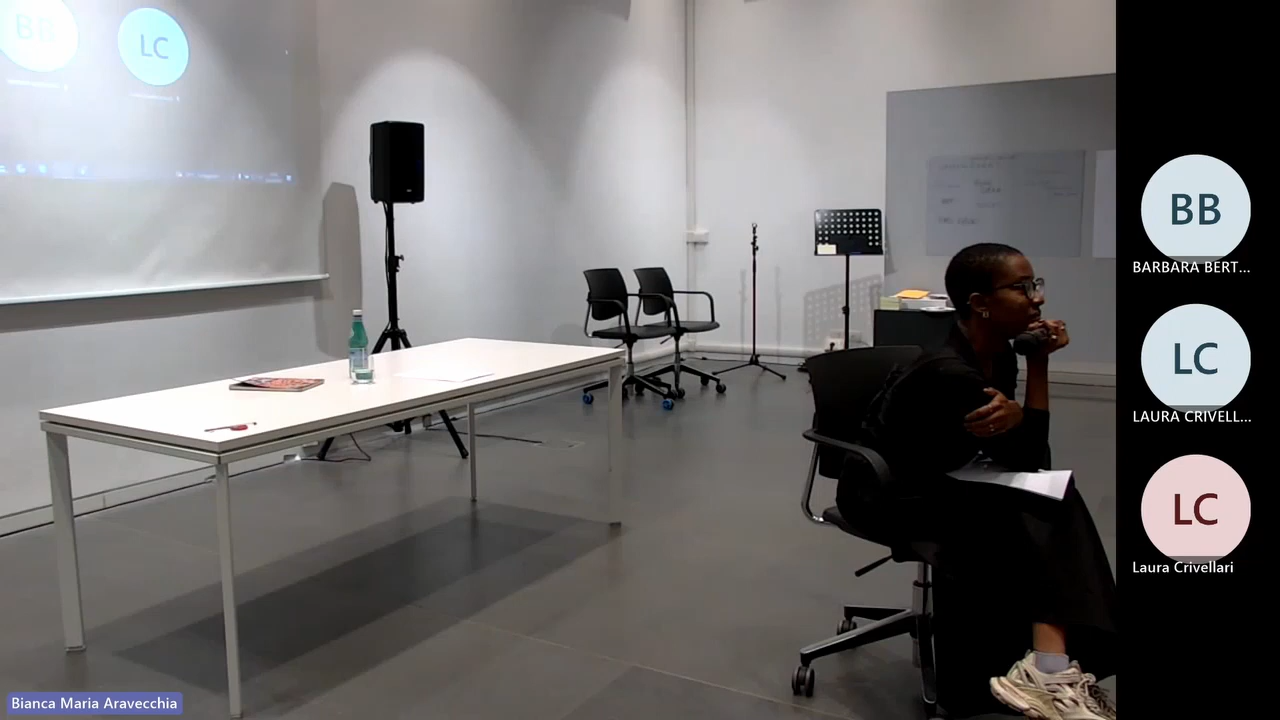 BB
LC
BB
BARBARA BERT...
LC
LAURA CRIVELL...
LC
Laura Crivellari
Bianca Maria Aravecchia